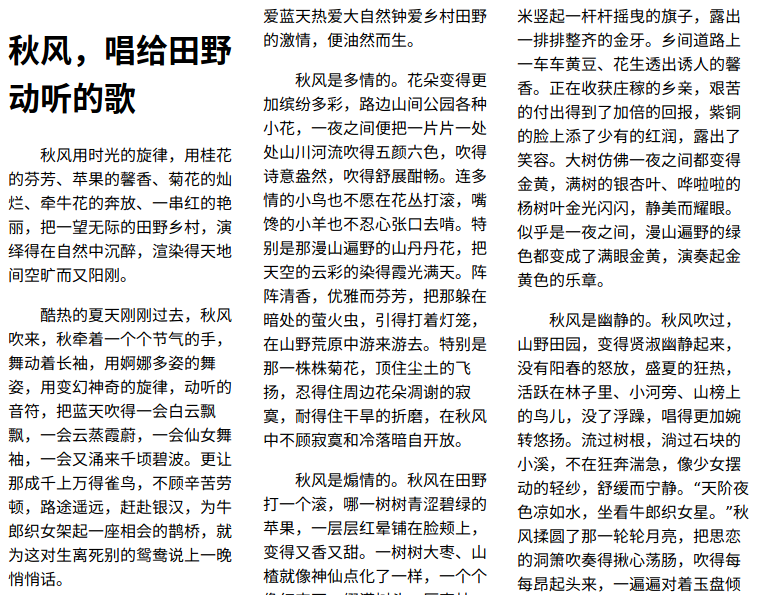 秋风，唱给田野
动听的歌
秋风用时光的旋律，用桂花
的芬芳、苹果的馨香、菊花的灿
烂、牵牛花的奔放、一串红的艳
丽，把一望无际的田野乡村，演
绎得在自然中沉醉，渲染得天地
间空旷而又阳刚。
酷热的夏天刚刚过去，秋风
吹来，秋牵着一个个节气的手，
舞动着长袖，用婀娜多姿的舞
姿，用变幻神奇的旋律，动听的
音符，把蓝天吹得一会白云飘
飘，一会云蒸霞蔚，一会仙女舞
袖，一会又涌来千顷碧波。更让
那成千上万得雀鸟，不顾辛苦劳
顿，路途遥远，赶赴银汉，为牛
郎织女架起一座相会的鹊桥，就
为这对生离死别的鸳鸯说上一晚
悄悄话。
爱蓝天热爱大自然钟爱乡村田野
的激情，便油然而生。
秋风是多情的。花朵变得更
加缤纷多彩，路边山间公园各种
小花，一夜之间便把一片片一处
处山川河流吹得五颜六色，吹得
诗意盎然，吹得舒展酣畅。连多
情的小鸟也不愿在花丛打滚，嘴
馋的小羊也不忍心张口去啃。特
别是那漫山遍野的山丹丹花，把
天空的云彩的染得霞光满天。阵
阵清香，优雅而芬芳，把那躲在
暗处的萤火虫，引得打着灯笼，
在山野荒原中游来游去。特别是
那一株株菊花，顶住尘土的飞
扬，忍得住周边花朵凋谢的寂
寞，耐得住干旱的折磨，在秋风
中不顾寂寞和冷落暗自开放。
秋风是煽情的。秋风在田野
打一个滚，哪一树树青涩碧绿的
苹果，一层层红晕铺在脸颊上，
变得又香又甜。一树树大枣、山
楂就像神仙点化了一样，一个个
米竖起一杆杆摇曳的旗子，露出
一排排整齐的金牙。乡间道路上
一车车黄豆、花生透出诱人的馨
香。正在收获庄稼的乡亲，艰苦
的付出得到了加倍的回报，紫铜
的脸上添了少有的红润，露出了
笑容。大树仿佛一夜之间都变得
金黄，满树的银杏叶、哗啦啦的
杨树叶金光闪闪，静美而耀眼。
似乎是一夜之间，漫山遍野的绿
色都变成了满眼金黄，演奏起金
黄色的乐章。
秋风是幽静的。秋风吹过，
山野田园，变得贤淑幽静起来，
没有阳春的怒放，盛夏的狂热，
活跃在林子里、小河旁、山塝上
的鸟儿，没了浮躁，唱得更加婉
转悠扬。流过树根，淌过石块的
小溪，不在狂奔湍急，像少女摆
动的轻纱，舒缓而宁静。“天阶夜
色凉如水，坐看牛郎织女星。”秋
风揉圆了那一轮轮月亮，把思恋
的洞箫吹奏得揪心荡肠，吹得每
每昂起头来，一遍遍对着玉盘倾